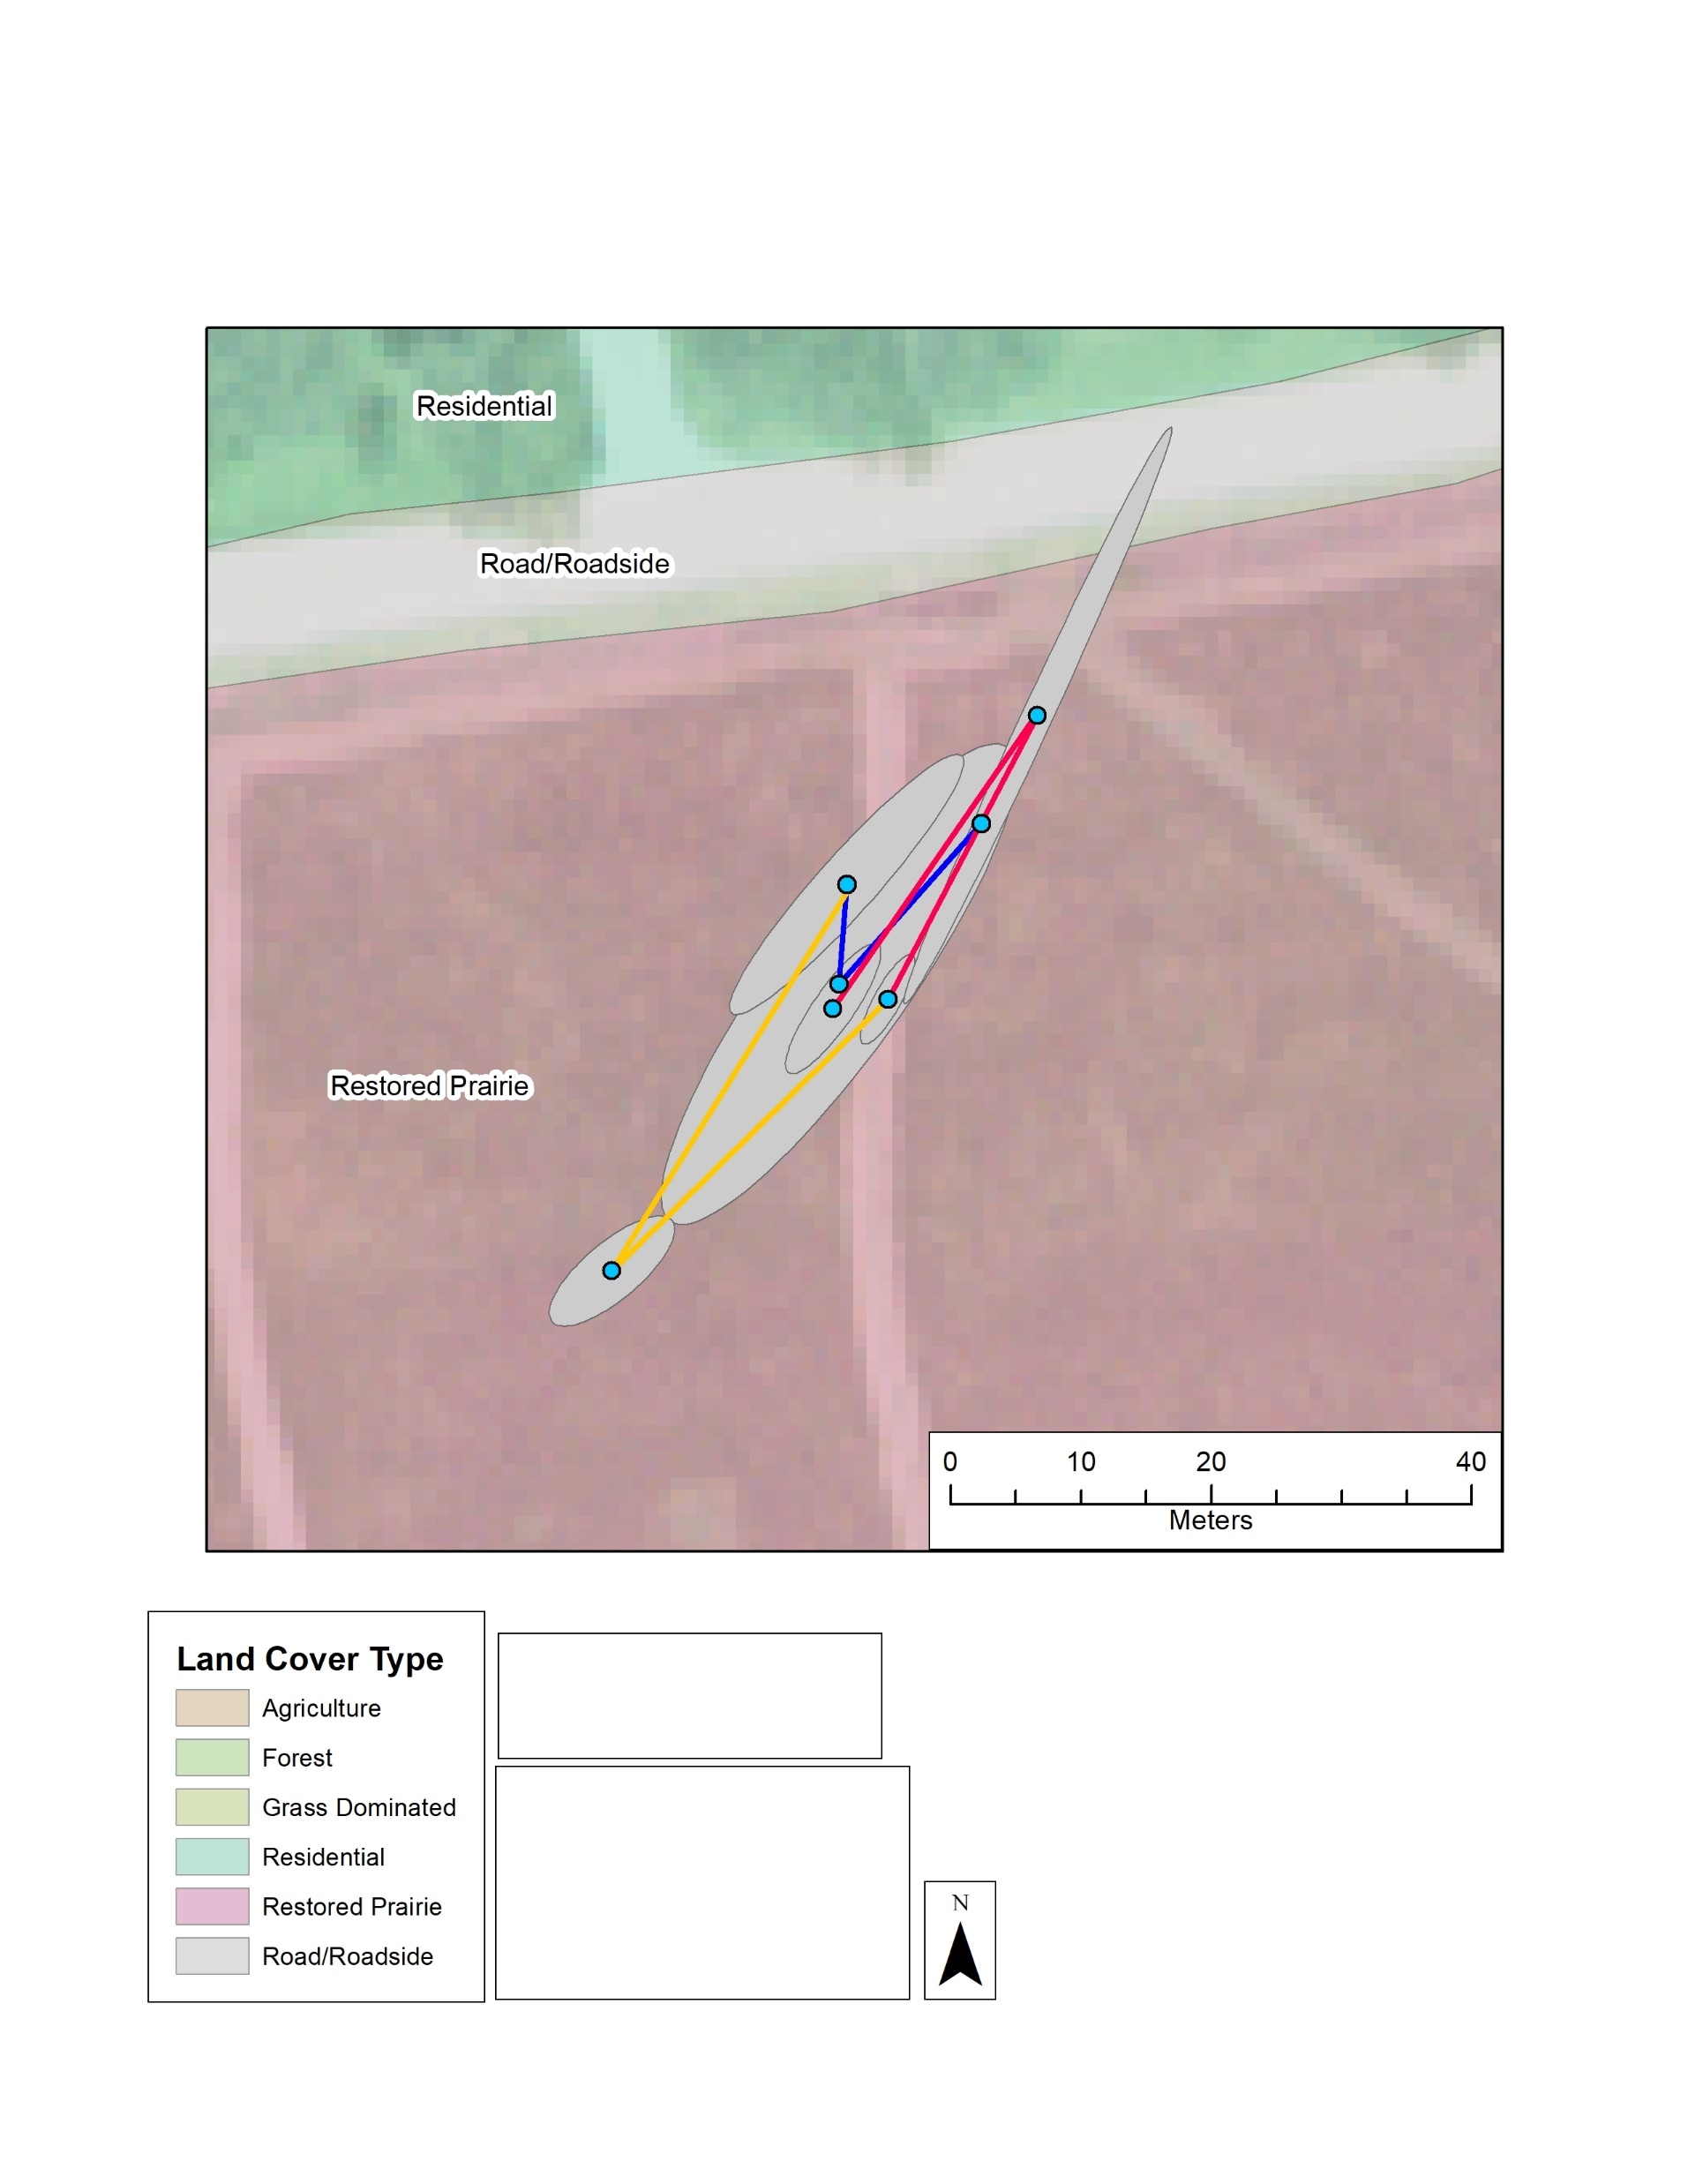 Residential
Road/Roadside
Restored Prairie
0 10 20 40
Meters
Land Cover Type
Agriculture
Forest
Grass Dominated
Residential
Restored Prairie
Road/Roadside
N